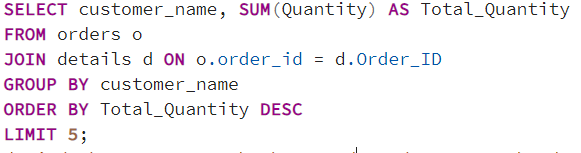 SELECT customer_name, SUM(Quantity) AS Total_Quantity
FROM orders o
JOIN details d ON o.order_id = d.Order_ID
GROUP BY customer_name
ORDER BY Total_Quantity DESC
LIMIT 5;